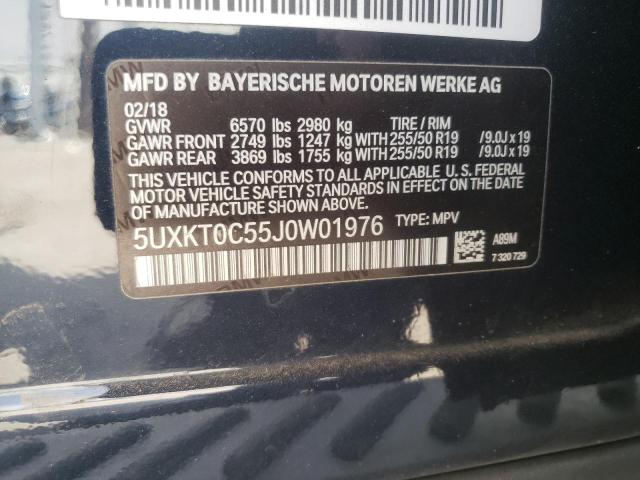 MFD BY BAYERISCHE MOTOREN WERKE AG
02/18
GVWR 6570 lbs 2980 kg TIRE / RIM
GAWR FRONT 2749 lbs 1247 kg WITH 255/50 R19 /9.0J x 19
GAWR REAR 3869 lbs 1755 kg WITH 255/50 R19 /9.0J x 19
THIS VEHICLE CONFORMS TO ALL APPLICABLE U. S. FEDERAL
MOTOR VEHICLE SAFETY STANDARDS IN EFFECT ON THE DATE
OF MANUFACTURE SHOWN ABOVE.
5UXKT0C55J0W01976 TYPE: MPV
A89M
7 320 729